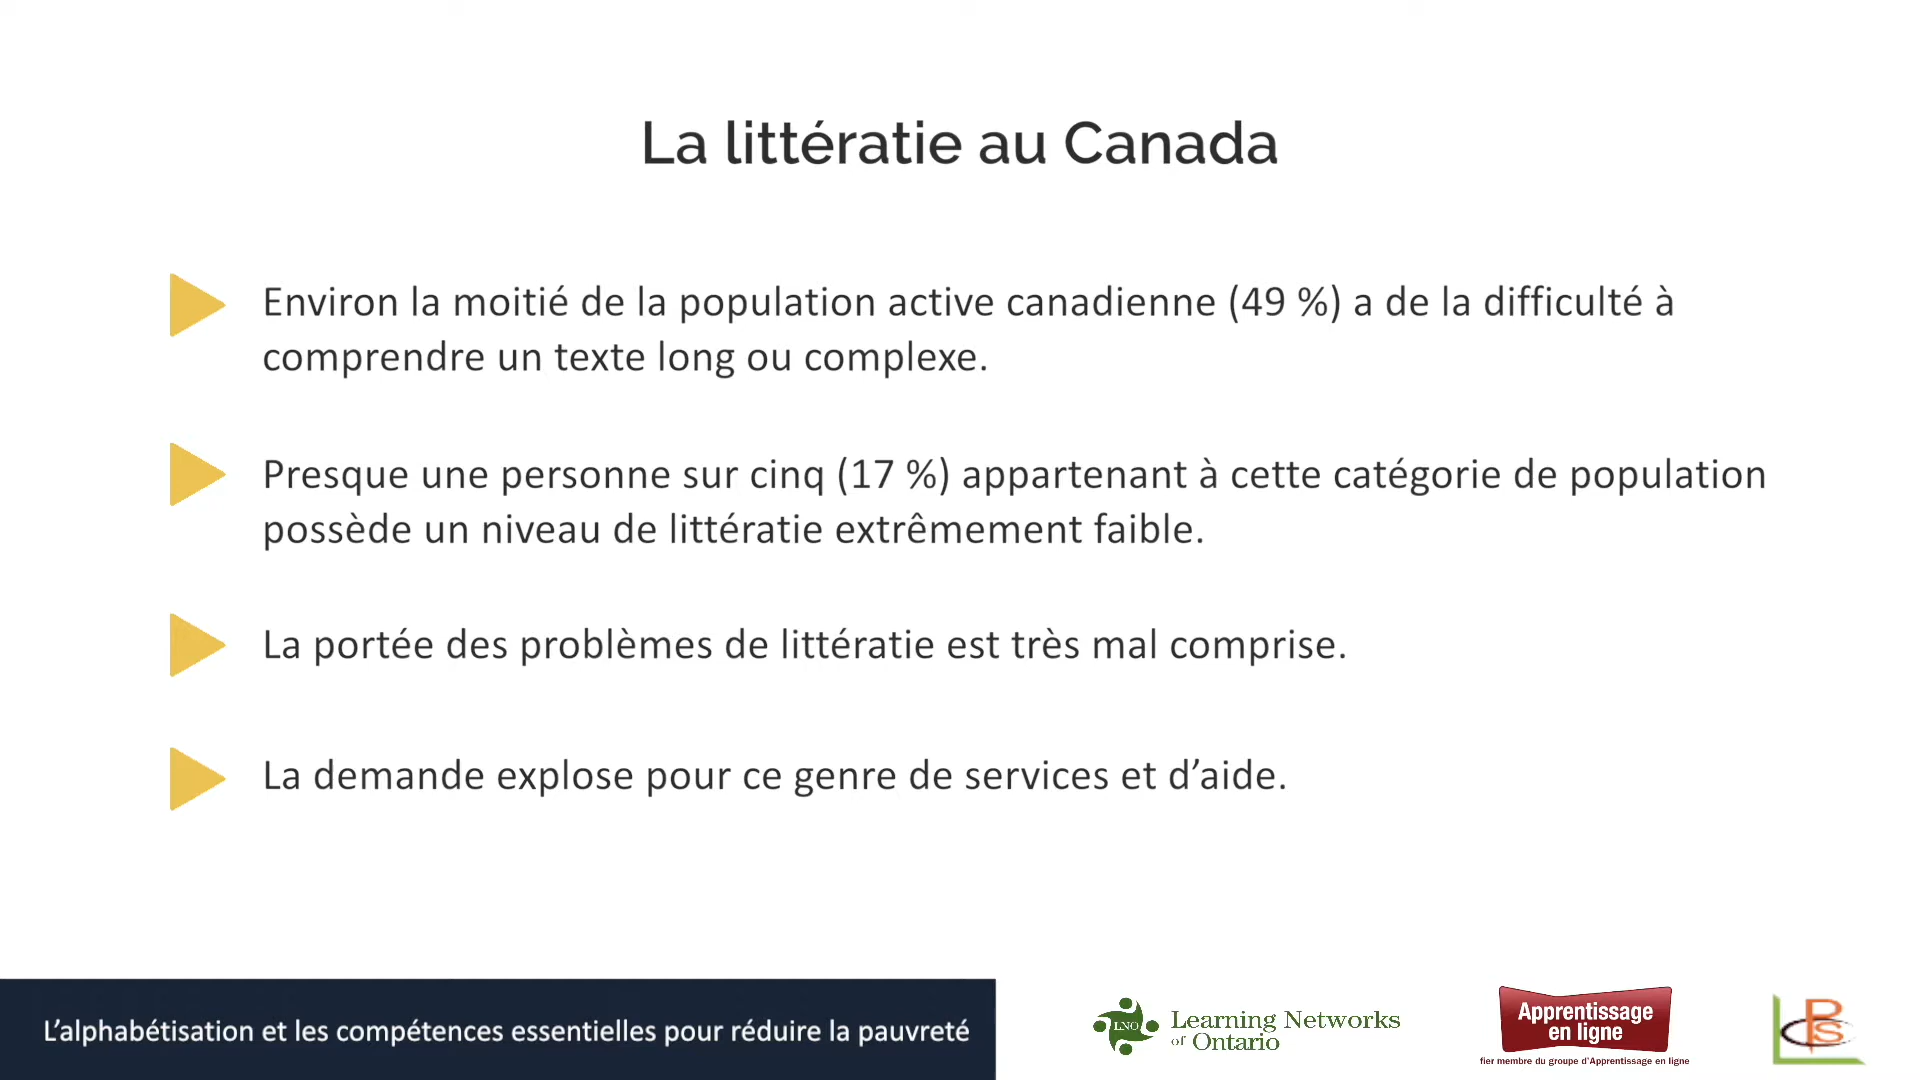 La littératie au Canada
Environ la moitié de la population active canadienne (49 %) a de la difficulté à
comprendre un texte long ou complexe.
Presque une personne sur cinq (17 %) appartenant à cette catégorie de population
possède un niveau de littératie extrêmement faible.
La portée des problèmes de littératie est très mal comprise.
La demande explose pour ce genre de services et d’aide.
L’alphabétisation et les compétences essentielles pour réduire la pauvreté
LNO
Learning Networks
of Ontario
Apprentissage
en ligne
fier membre du groupe d'Apprentissage en ligne